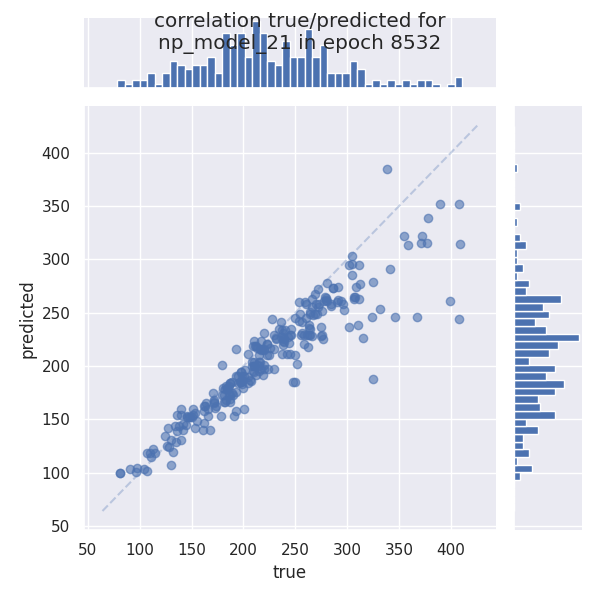 correlation true/predicted for
np_model_21 in epoch 8532
400
350
300
250
200
150
100
50
predicted
50 100 150 200 250 300 350 400
true